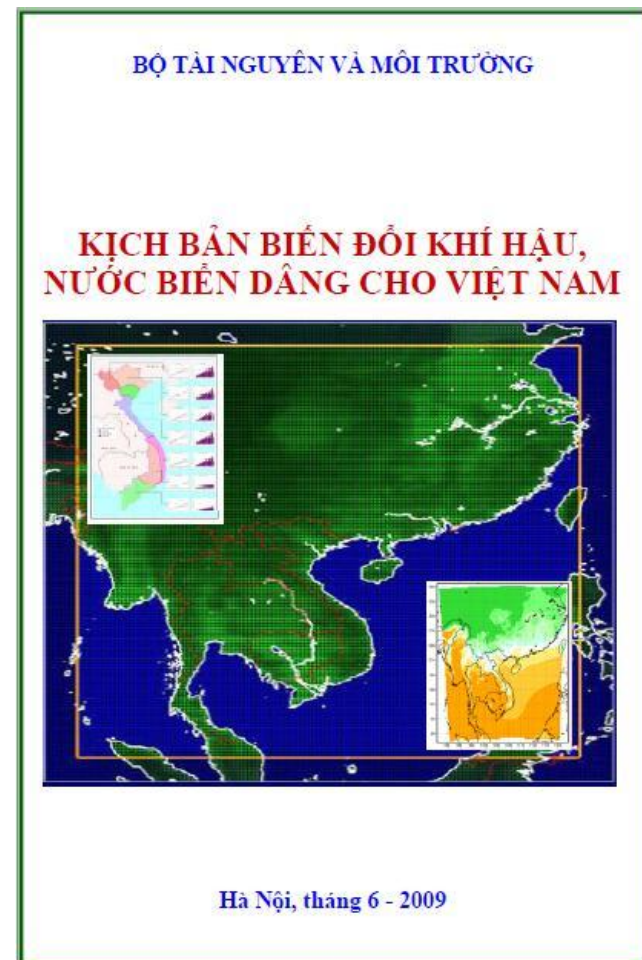 BỘ TÀI NGUYÊN VÀ MÔI TRƯỜNG
KỊCH BẢN BIẾN ĐỔI KHÍ HẬU,
NƯỚC BIỂN DÂNG CHO VIỆT NAM
Hà Nội, tháng 6 - 2009